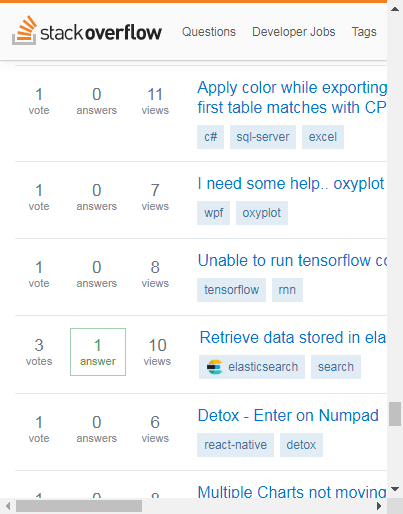 stackoverflow Questions Developer Jobs Tags
1 0 11 Apply color while exporting
vote answers views first table matches with CP
c# sql-server excel
1 0 7 I need some help.. oxyplot
vote answers views
wpf oxyplot
1 0 8 Unable to run tensorflow co
vote answers views
tensorflow rnn
3 1 10 Retrieve data stored in ela
votes answer views
elasticsearch search
1 0 6 Detox - Enter on Numpad
vote answers views
react-native detox
1 0 8 Multiple Charts not moving